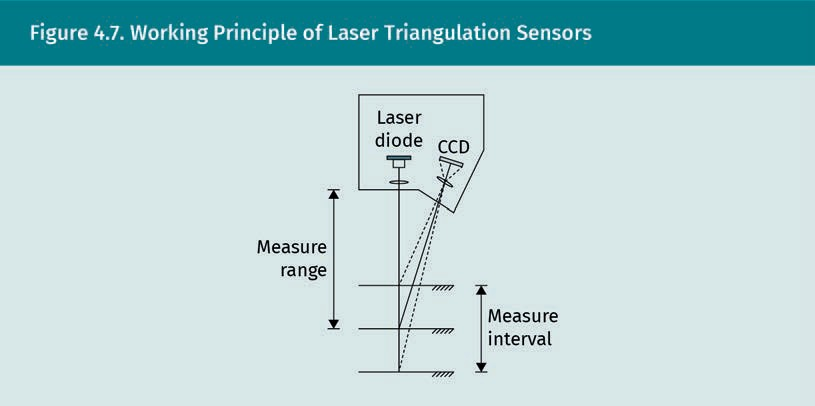 Figure 4.7. Working Principle of Laser Triangulation Sensors
Laser
diode
CCD
Measure
range
Measure
interval